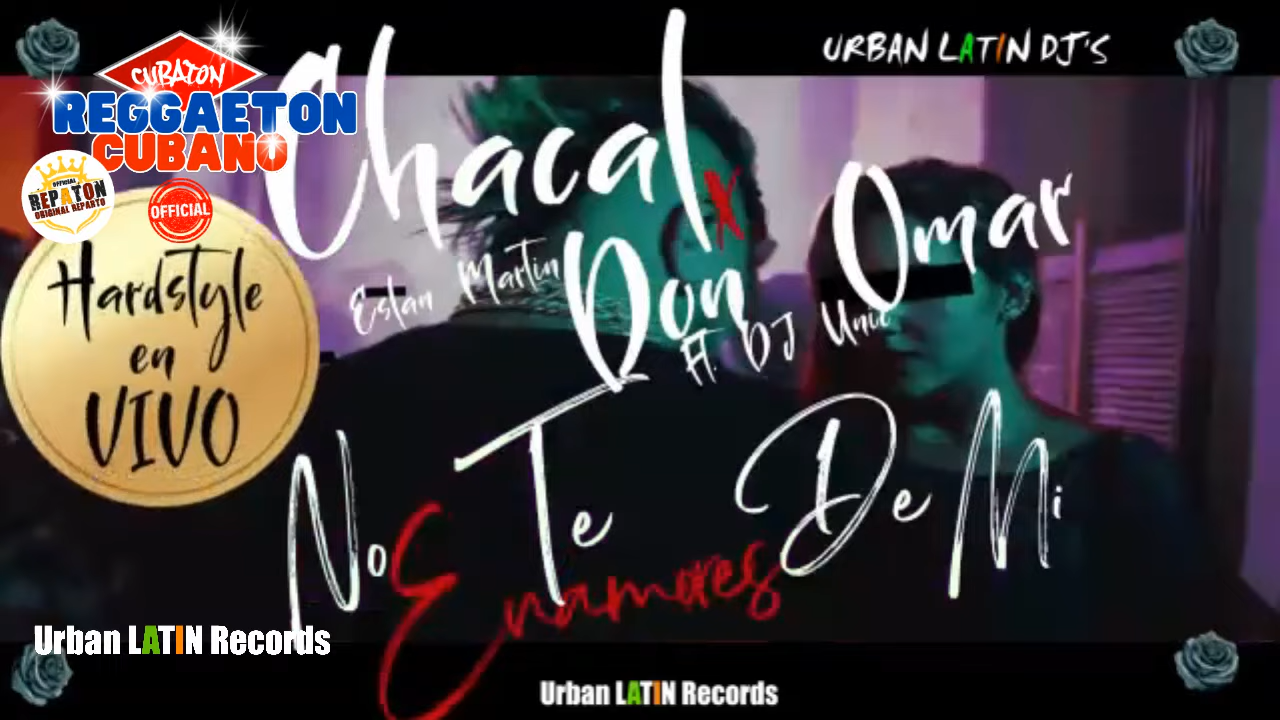 URBAN LATIN DJ'S
CUBATON
REGGAETON
CUBANO
OFFICIAL
REPATON
ORIGINAL REPARTO
OFFICIAL
Chacal
x
Don Omar
Eslan Martin
ft. DJ Unic
Hardstyle
en
VIVO
No Te
Enamores
De Mi
Urban LATIN Records
Urban LATIN Records